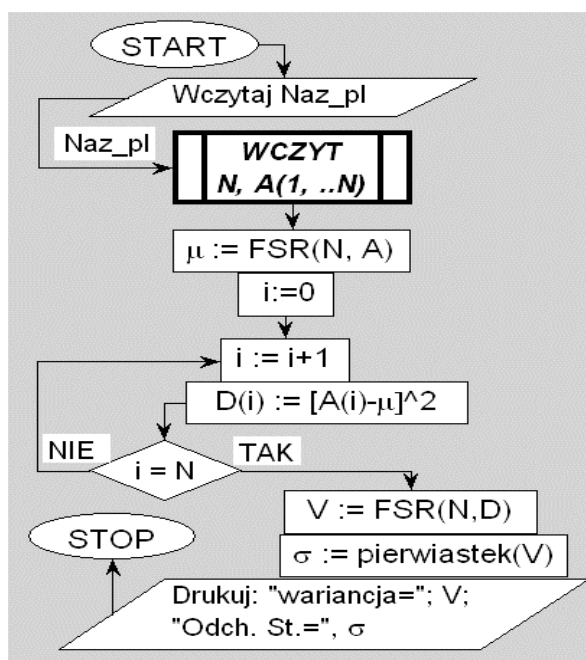 START
Wczytaj Naz_pl
Naz_pl
WCZYT
N, A(1, ..N)
μ := FSR(N, A)
i:=0
i := i+1
D(i) := [A(i)-μ]^2
NIE
i = N
TAK
V := FSR(N,D)
σ := pierwiastek(V)
STOP
Drukuj: "wariancja="; V;
"Odch. St.=", σ